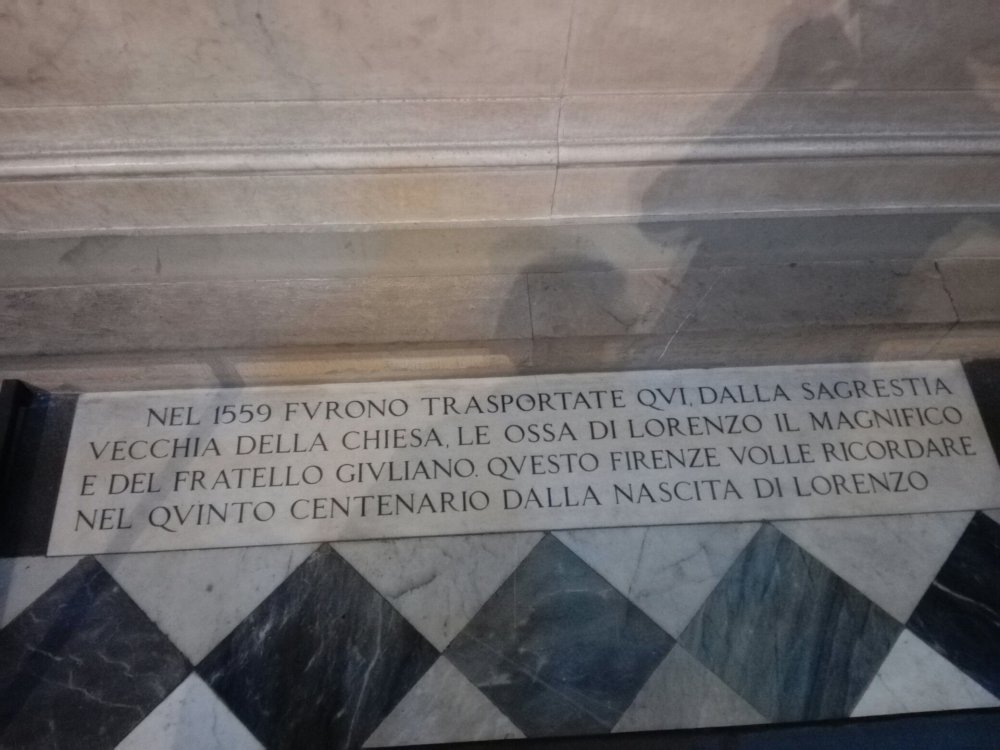 NEL 1559 FVRONO TRASPORTATE QVI, DALLA SAGRESTIA
VECCHIA DELLA CHIESA, LE OSSA DI LORENZO IL MAGNIFICO
E DEL FRATELLO GIVLIANO. QVESTO FIRENZE VOLLE RICORDARE
NEL QVINTO CENTENARIO DALLA NASCITA DI LORENZO